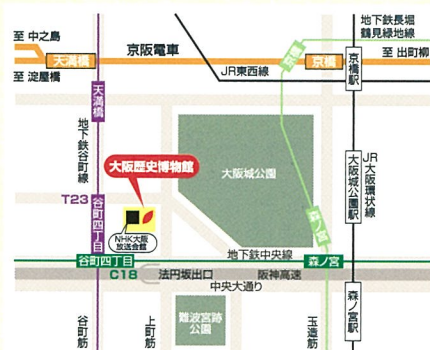 地下鉄長堀
鶴見緑地線
至 中之島
天満橋
京阪電車
京橋
京橋
京橋駅
至 出町柳
至 淀屋橋
JR東西線
天満橋
地下鉄谷町線
大阪歴史博物館
大阪城公園
大阪城公園駅
JR大阪環状線
T23
谷町四丁目
NHK大阪
放送会館
森ノ宮
地下鉄中央線
谷町四丁目
森ノ宮
C18
法円坂出口
阪神高速
中央大通り
森ノ宮駅
難波宮跡
公園
谷町筋
上町筋
玉造筋